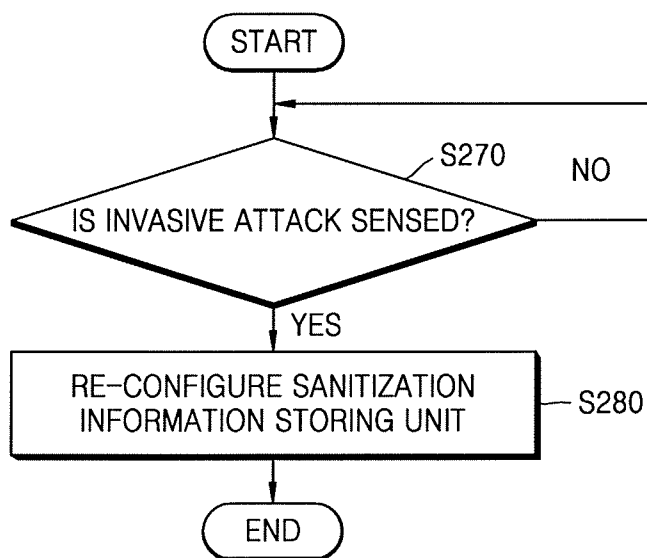 START
S270
NO
IS INVASIVE ATTACK SENSED?
YES
RE-CONFIGURE SANITIZATION
INFORMATION STORING UNIT
S280
END